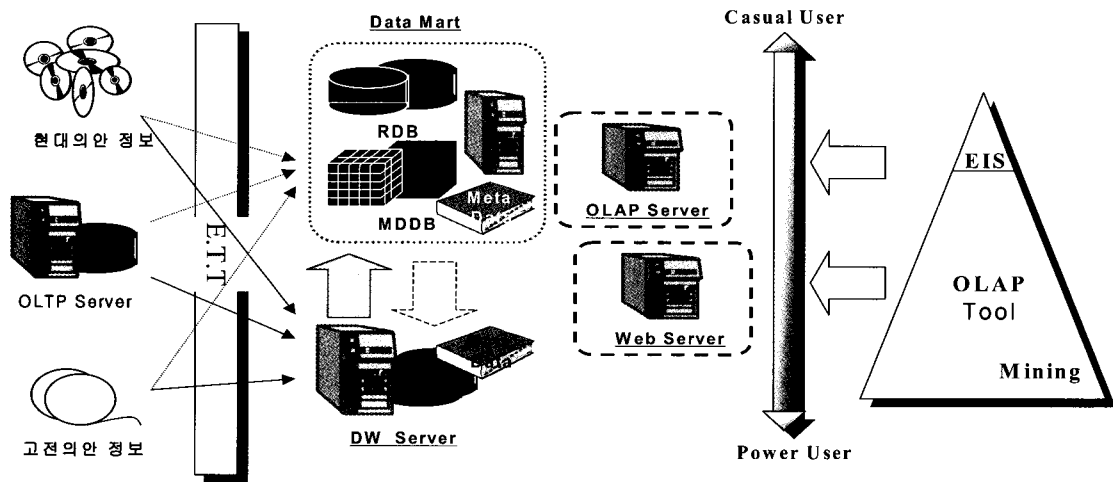 현대의안 정보
OLTP Server
고전의안 정보
E.T.T
Data Mart
RDB
MDDB
Meta
DW Server
OLAP Server
Web Server
Casual User
Power User
EIS
OLAP
Tool
Mining